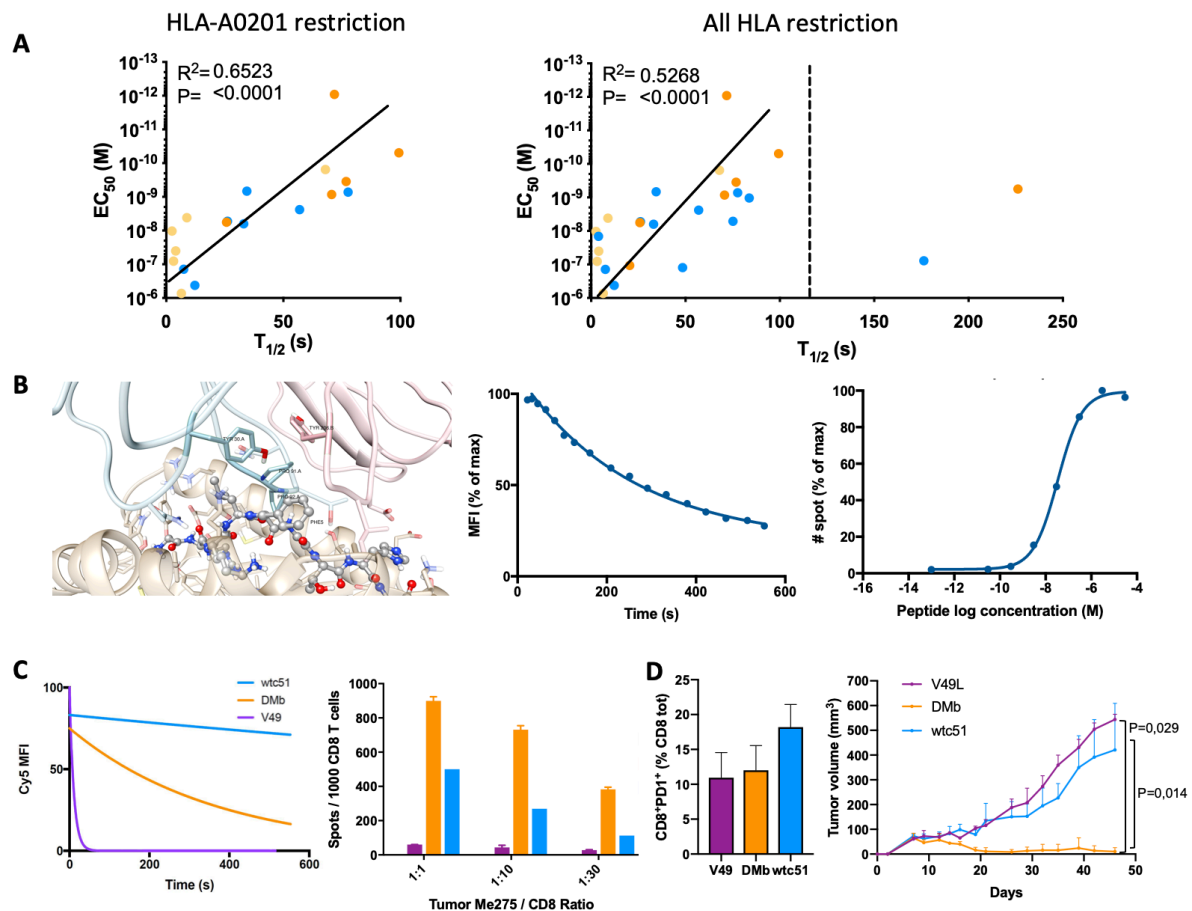 HLA-A0201 restriction
All HLA restriction
A
10-13
10-12
10-11
10-10
10-9
10-8
10-7
10-6
EC50 (M)
R2= 0.6523
P= <0.0001
0 50 100
T1/2 (s)
10-13
10-12
10-11
10-10
10-9
10-8
10-7
10-6
EC50 (M)
R2= 0.5268
P= <0.0001
0 50 100 150 200 250
T1/2 (s)
B
TYR 30.A
PHE5
100
50
0
MFI (% of max)
0 200 400 600
Time (s)
100
80
60
40
20
0
# spot (% of max)
-16 -14 -12 -10 -8 -6 -4
Peptide log concentration (M)
C
100
50
0
Cy5 MFI
wtc51
DMb
V49
0 200 400 600
Time (s)
1000
800
600
400
200
0
Spots / 1000 CD8 T cells
1:1 1:10 1:30
Tumor Me275 / CD8 Ratio
D
25
20
15
10
5
0
CD8+PD1+ (% CD8 tot)
V49 DMb wtc51
700
600
500
400
300
200
100
0
Tumor volume (mm3)
V49L
DMb
wtc51
P=0,029
P=0,014
0 10 20 30 40 50
Days